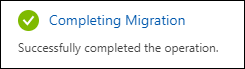 Completing Migration
Successfully completed the operation.